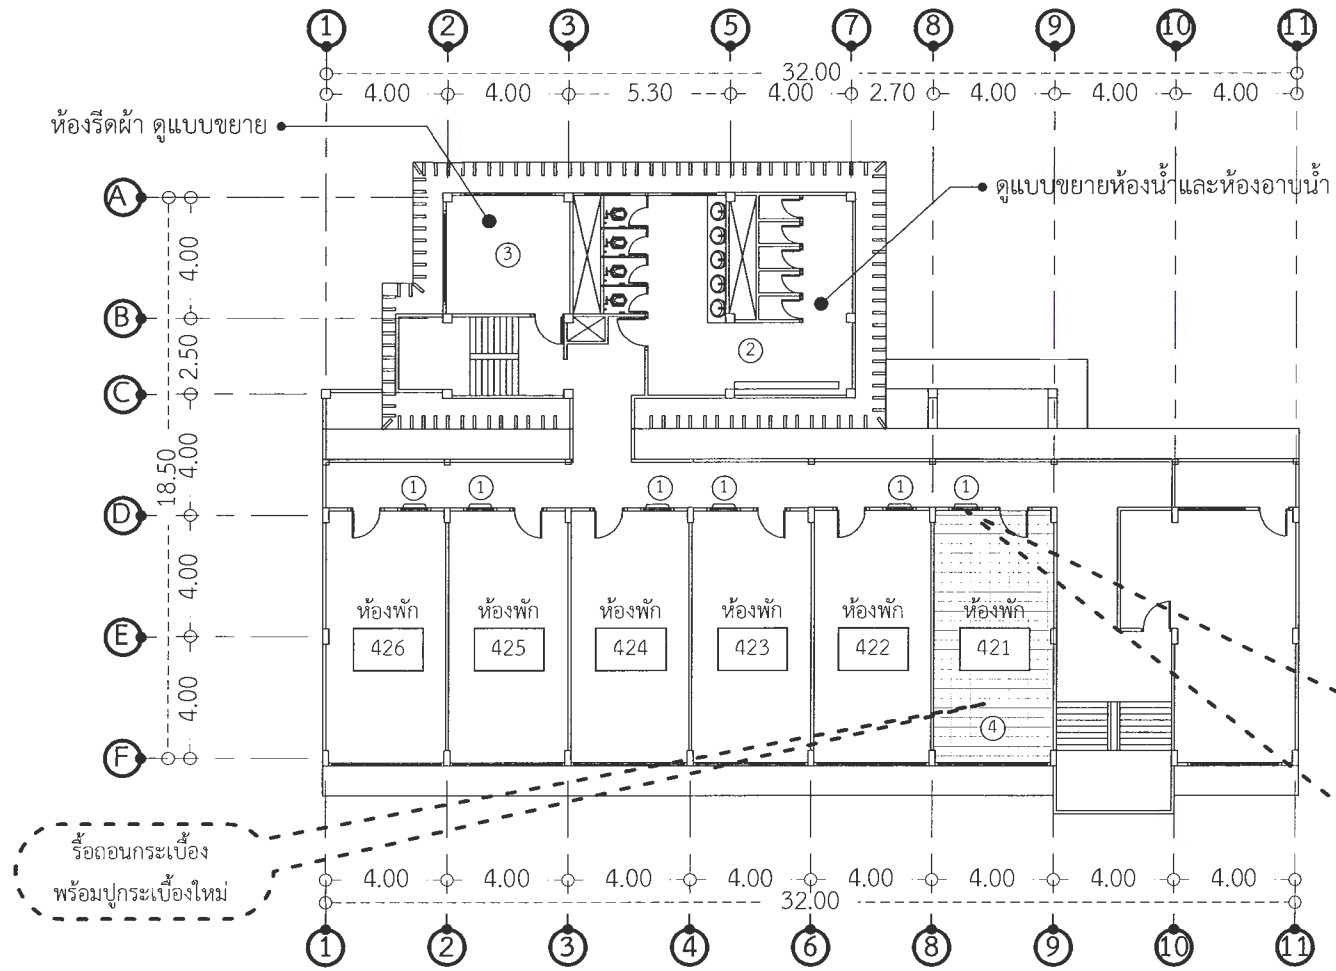 1 2 3 5 7 8 9 10 11
32.00
4.00 4.00 5.30 4.00 2.70 4.00 4.00 4.00
ห้องรีดผ้า ดูแบบขยาย
ดูแบบขยายห้องน้ำและห้องอาบน้ำ
A
4.00
3
B
2.50
2
C
4.00
18.50
1 1 1 1 1 1
D
4.00
ห้องพัก ห้องพัก ห้องพัก ห้องพัก ห้องพัก ห้องพัก
E
426 425 424 423 422 421
4.00
4
F
รื้อถอนกระเบื้อง
พร้อมปูกระเบื้องใหม่
4.00 4.00 4.00 4.00 4.00 4.00 4.00 4.00
32.00
1 2 3 4 6 8 9 10 11